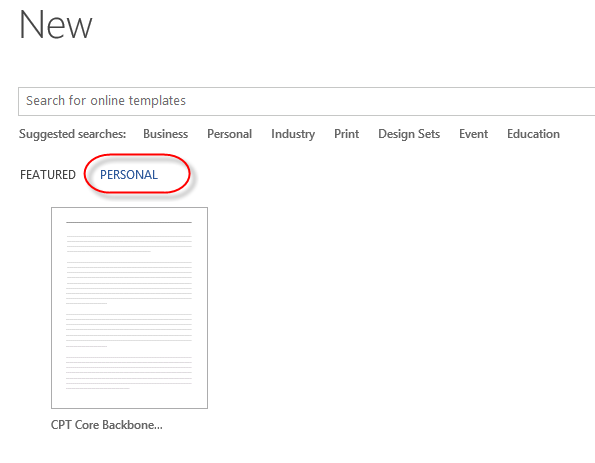 New
Search for online templates
Suggested searches: Business Personal Industry Print Design Sets Event Education
FEATURED PERSONAL
CPT Core Backbone...